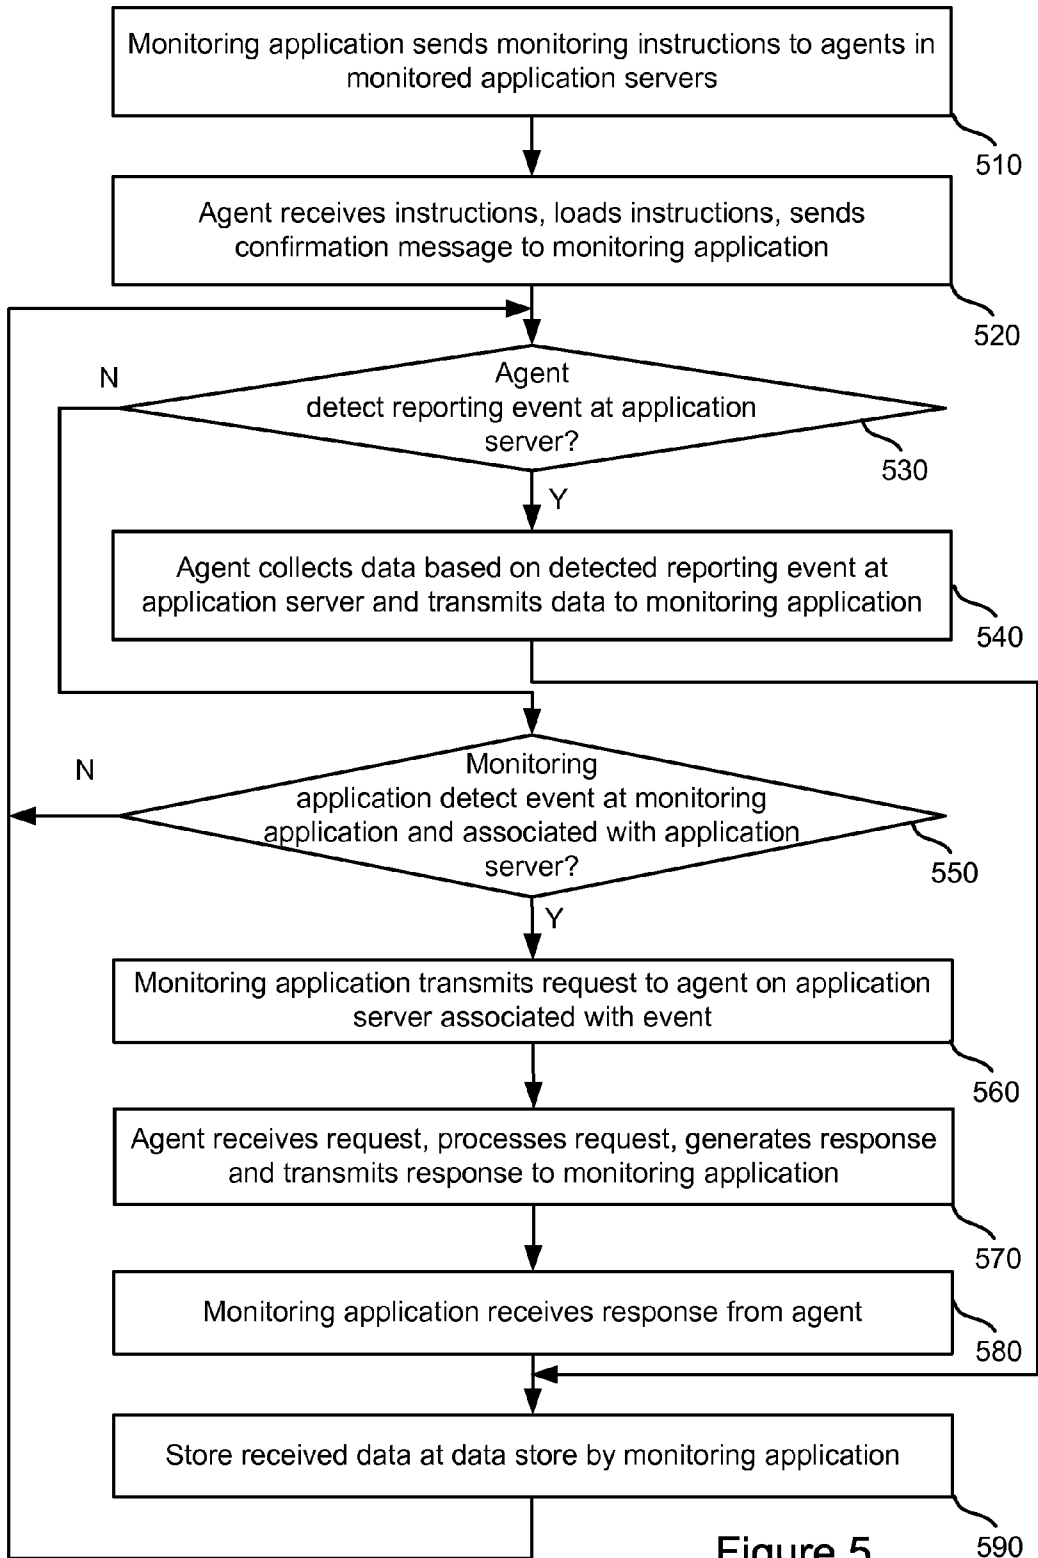 Monitoring application sends monitoring instructions to agents in
monitored application servers
510
Agent receives instructions, loads instructions, sends
confirmation message to monitoring application
520
N
Agent
detect reporting event at application
server?
530
Y
Agent collects data based on detected reporting event at
application server and transmits data to monitoring application
540
N
Monitoring
application detect event at monitoring
application and associated with application
server?
550
Y
Monitoring application transmits request to agent on application
server associated with event
560
Agent receives request, processes request, generates response
and transmits response to monitoring application
570
Monitoring application receives response from agent
580
Store received data at data store by monitoring application
590
Figure 5